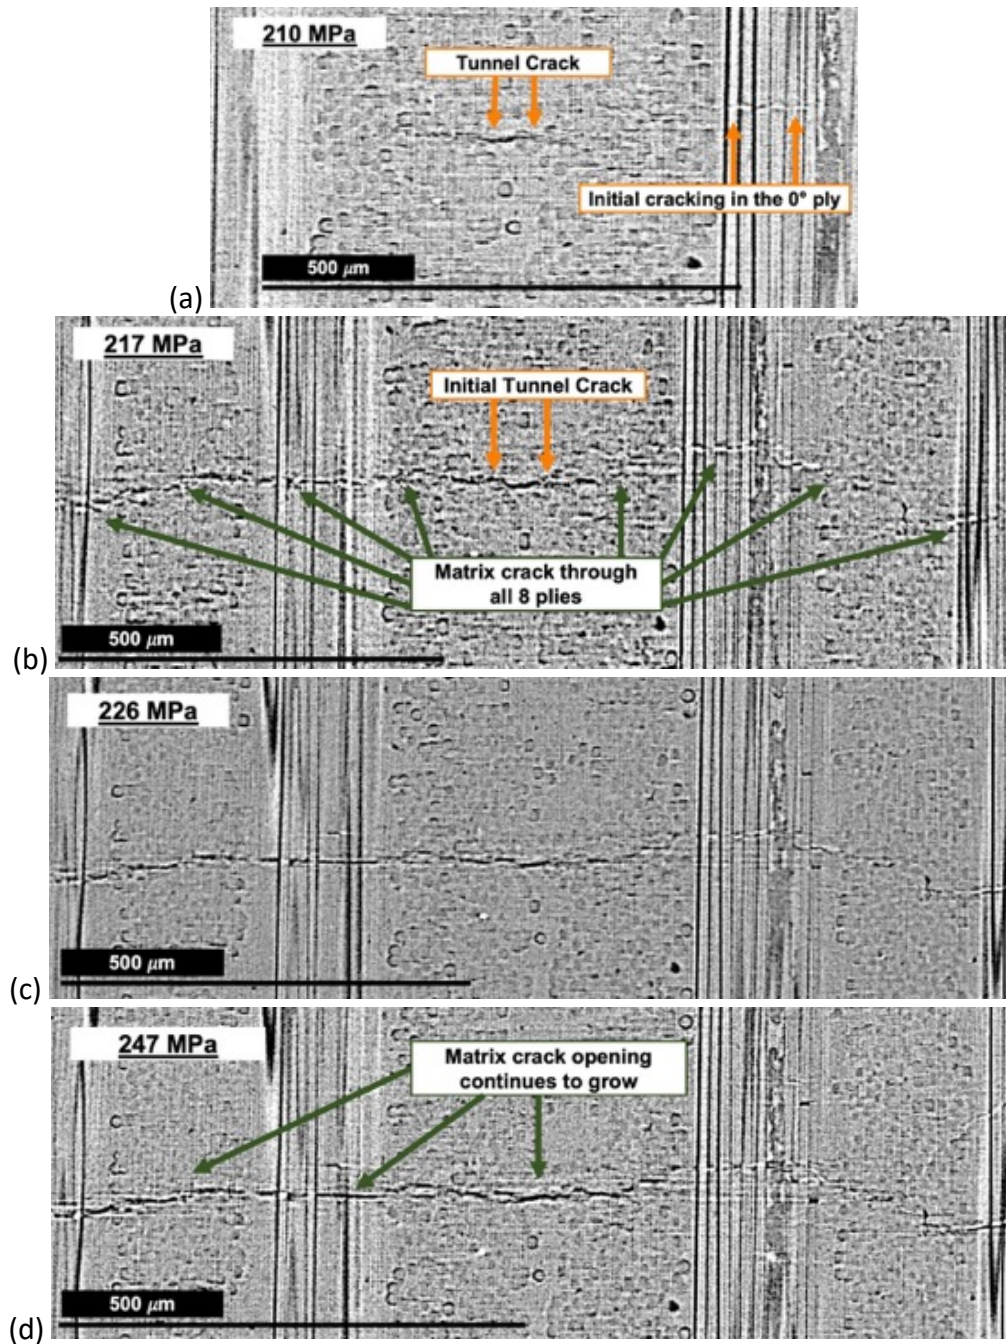 210 MPa
Tunnel Crack
Initial cracking in the 0° ply
500 μm
(a)
217 MPa
Initial Tunnel Crack
Matrix crack through
all 8 plies
500 μm
(b)
226 MPa
500 μm
(c)
247 MPa
Matrix crack opening
continues to grow
500 μm
(d)